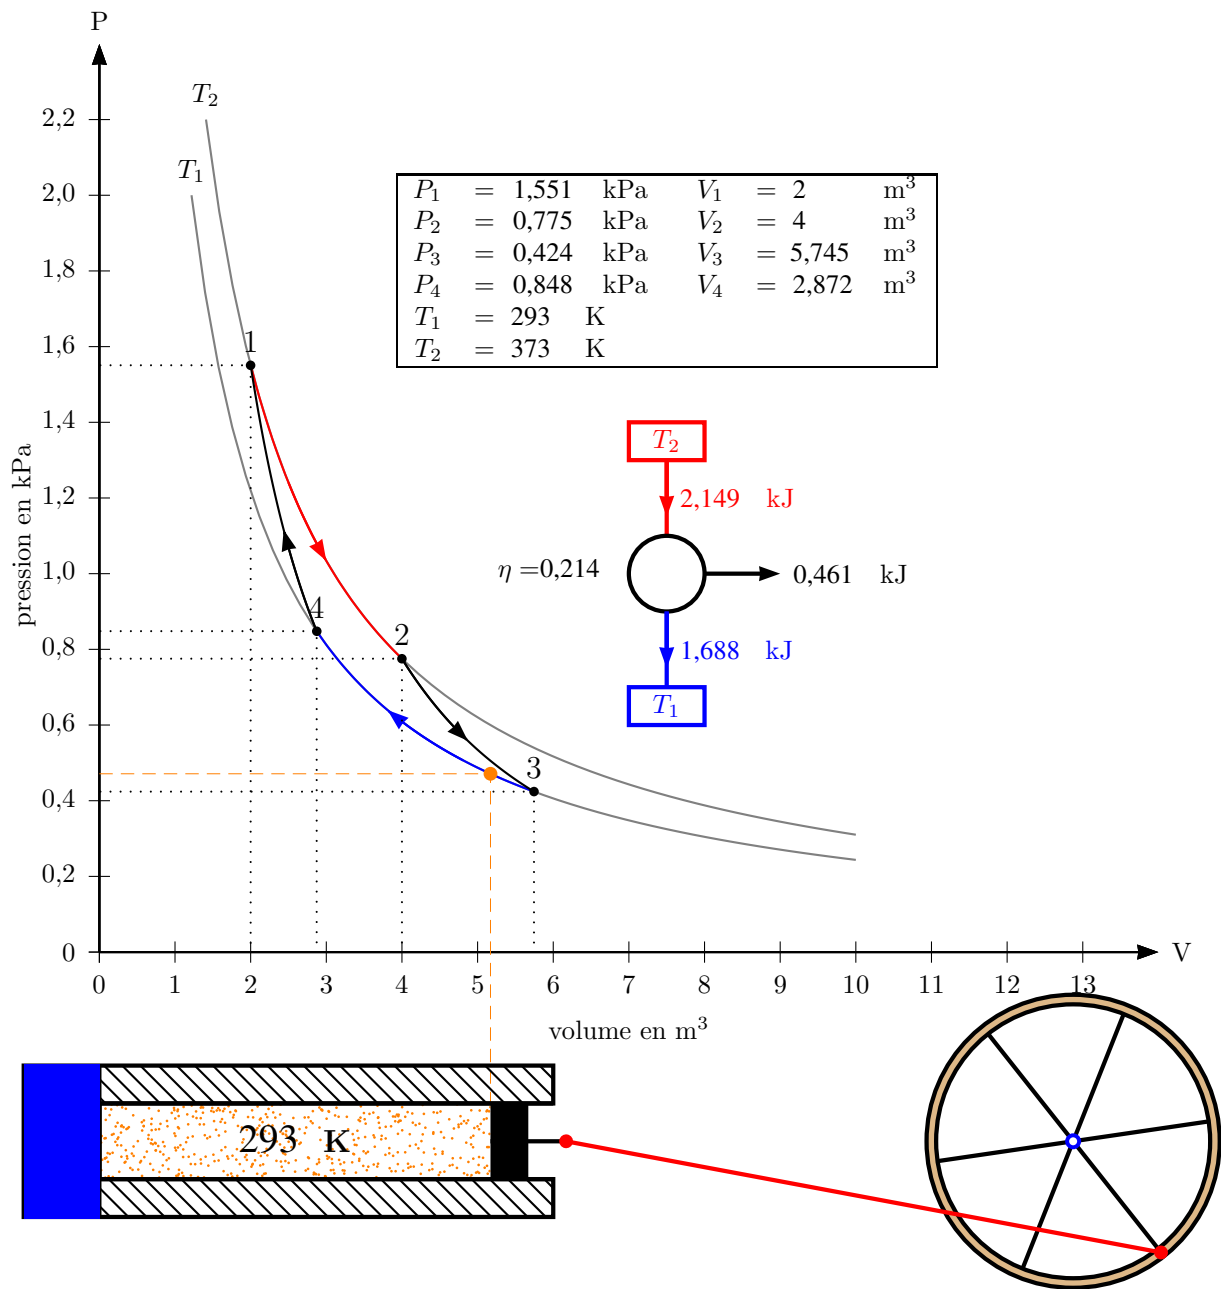 P
T₂
2,2
T₁
2,0
P₁ = 1,551 kPa V₁ = 2 m³
P₂ = 0,775 kPa V₂ = 4 m³
P₃ = 0,424 kPa V₃ = 5,745 m³
P₄ = 0,848 kPa V₄ = 2,872 m³
T₁ = 293 K
T₂ = 373 K
1,8
1,6
1
1,4
T₂
1,2
2,149 kJ
pression en kPa
1,0
η =0,214
0,461 kJ
4
0,8
2
1,688 kJ
T₁
0,6
3
0,4
0,2
0
V
0 1 2 3 4 5 6 7 8 9 10 11 12 13
volume en m³
293 K